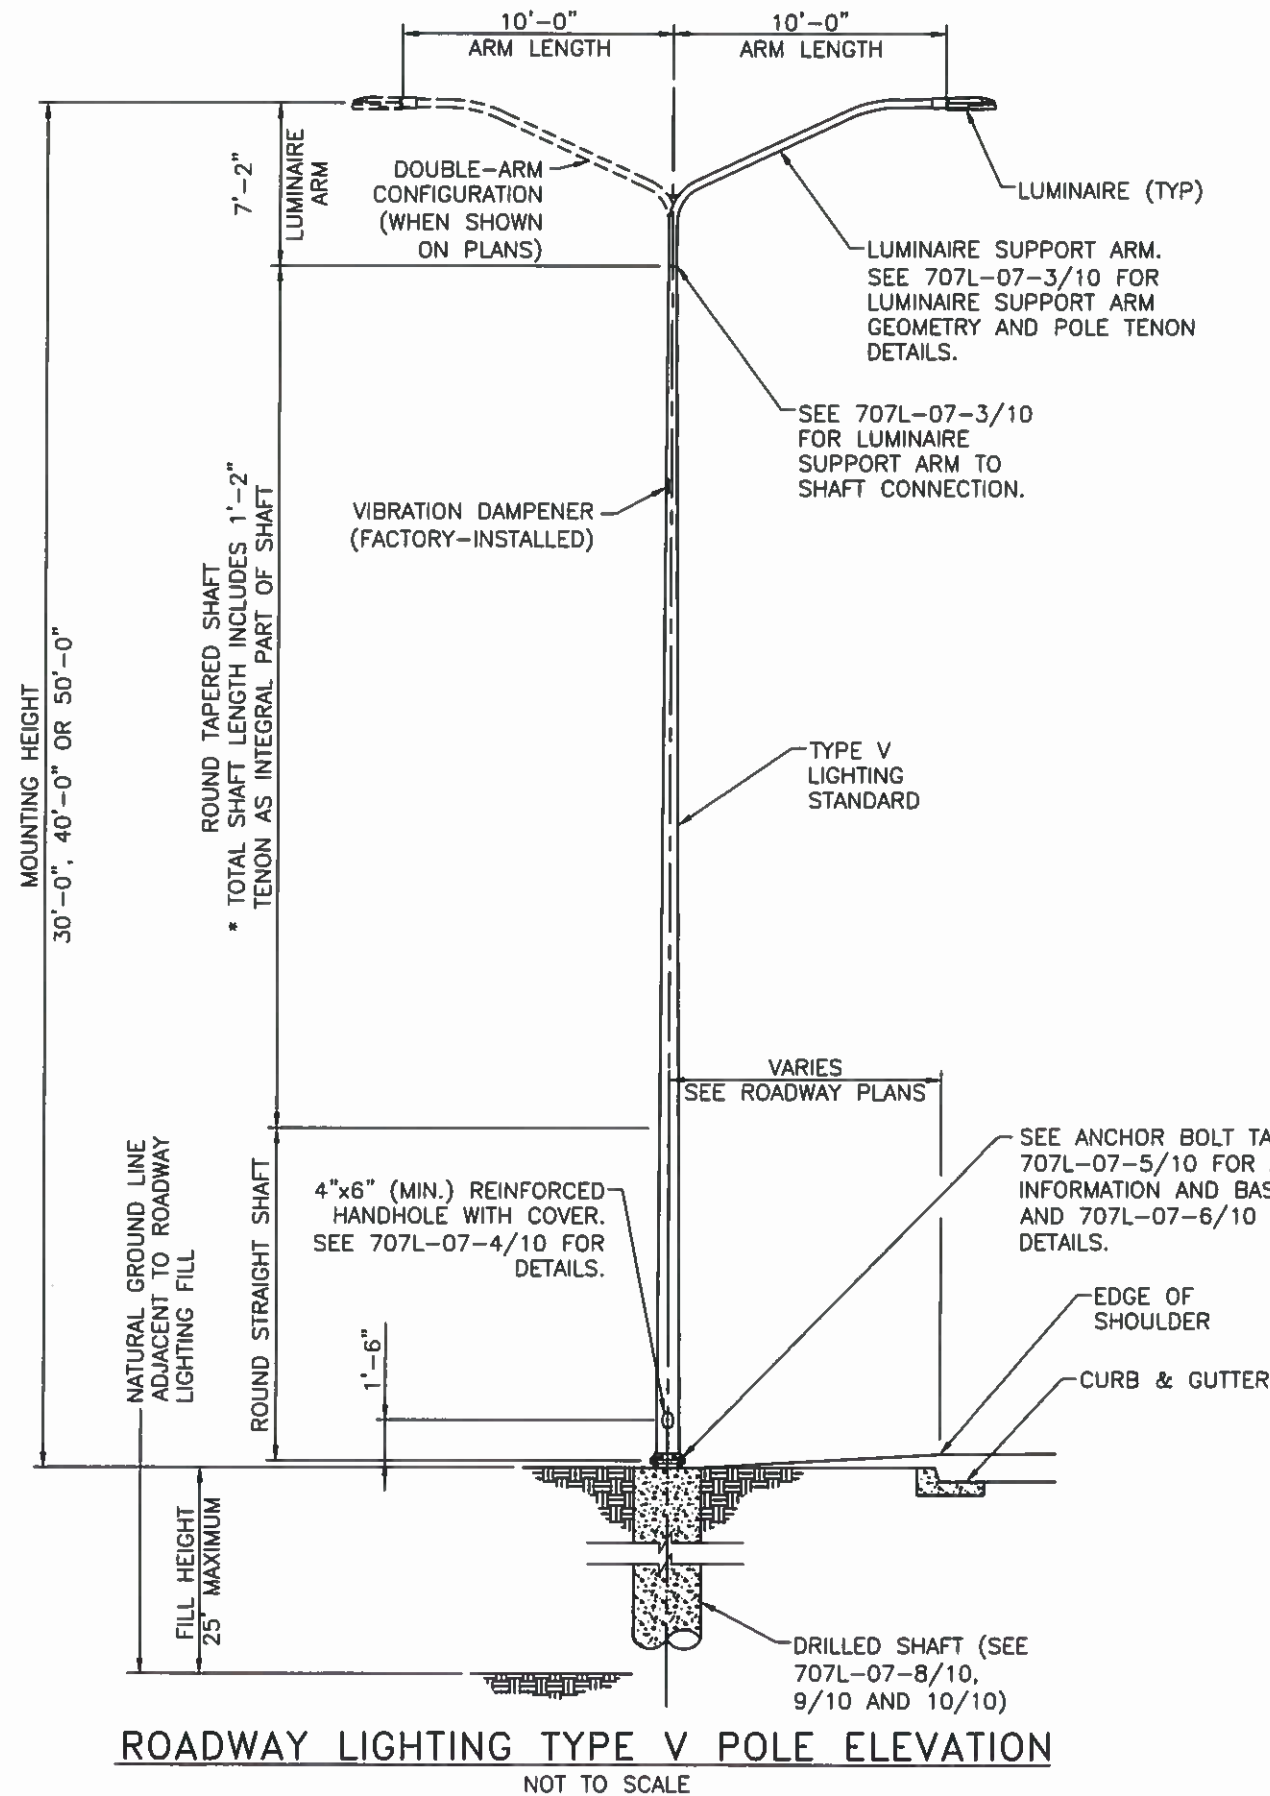 10'-0"
ARM LENGTH
10'-0"
ARM LENGTH
7'-2"
LUMINAIRE
ARM
DOUBLE-ARM
CONFIGURATION
(WHEN SHOWN
ON PLANS)
LUMINAIRE (TYP)
LUMINAIRE SUPPORT ARM.
SEE 707L-07-3/10 FOR
LUMINAIRE SUPPORT ARM
GEOMETRY AND POLE TENON
DETAILS.
SEE 707L-07-3/10
FOR LUMINAIRE
SUPPORT ARM TO
SHAFT CONNECTION.
VIBRATION DAMPENER
(FACTORY-INSTALLED)
MOUNTING HEIGHT
30'-0", 40'-0" OR 50'-0"
ROUND TAPERED SHAFT
* TOTAL SHAFT LENGTH INCLUDES 1'-2"
TENON AS INTEGRAL PART OF SHAFT
TYPE V
LIGHTING
STANDARD
VARIES
SEE ROADWAY PLANS
SEE ANCHOR BOLT TA
707L-07-5/10 FOR
INFORMATION AND BAS
AND 707L-07-6/10
DETAILS.
4"x6" (MIN.) REINFORCED
HANDHOLE WITH COVER.
SEE 707L-07-4/10 FOR
DETAILS.
NATURAL GROUND LINE
ADJACENT TO ROADWAY
LIGHTING FILL
ROUND STRAIGHT SHAFT
1'-6"
EDGE OF
SHOULDER
CURB & GUTTER
FILL HEIGHT
25' MAXIMUM
DRILLED SHAFT (SEE
707L-07-8/10,
9/10 AND 10/10)
ROADWAY LIGHTING TYPE V POLE ELEVATION
NOT TO SCALE